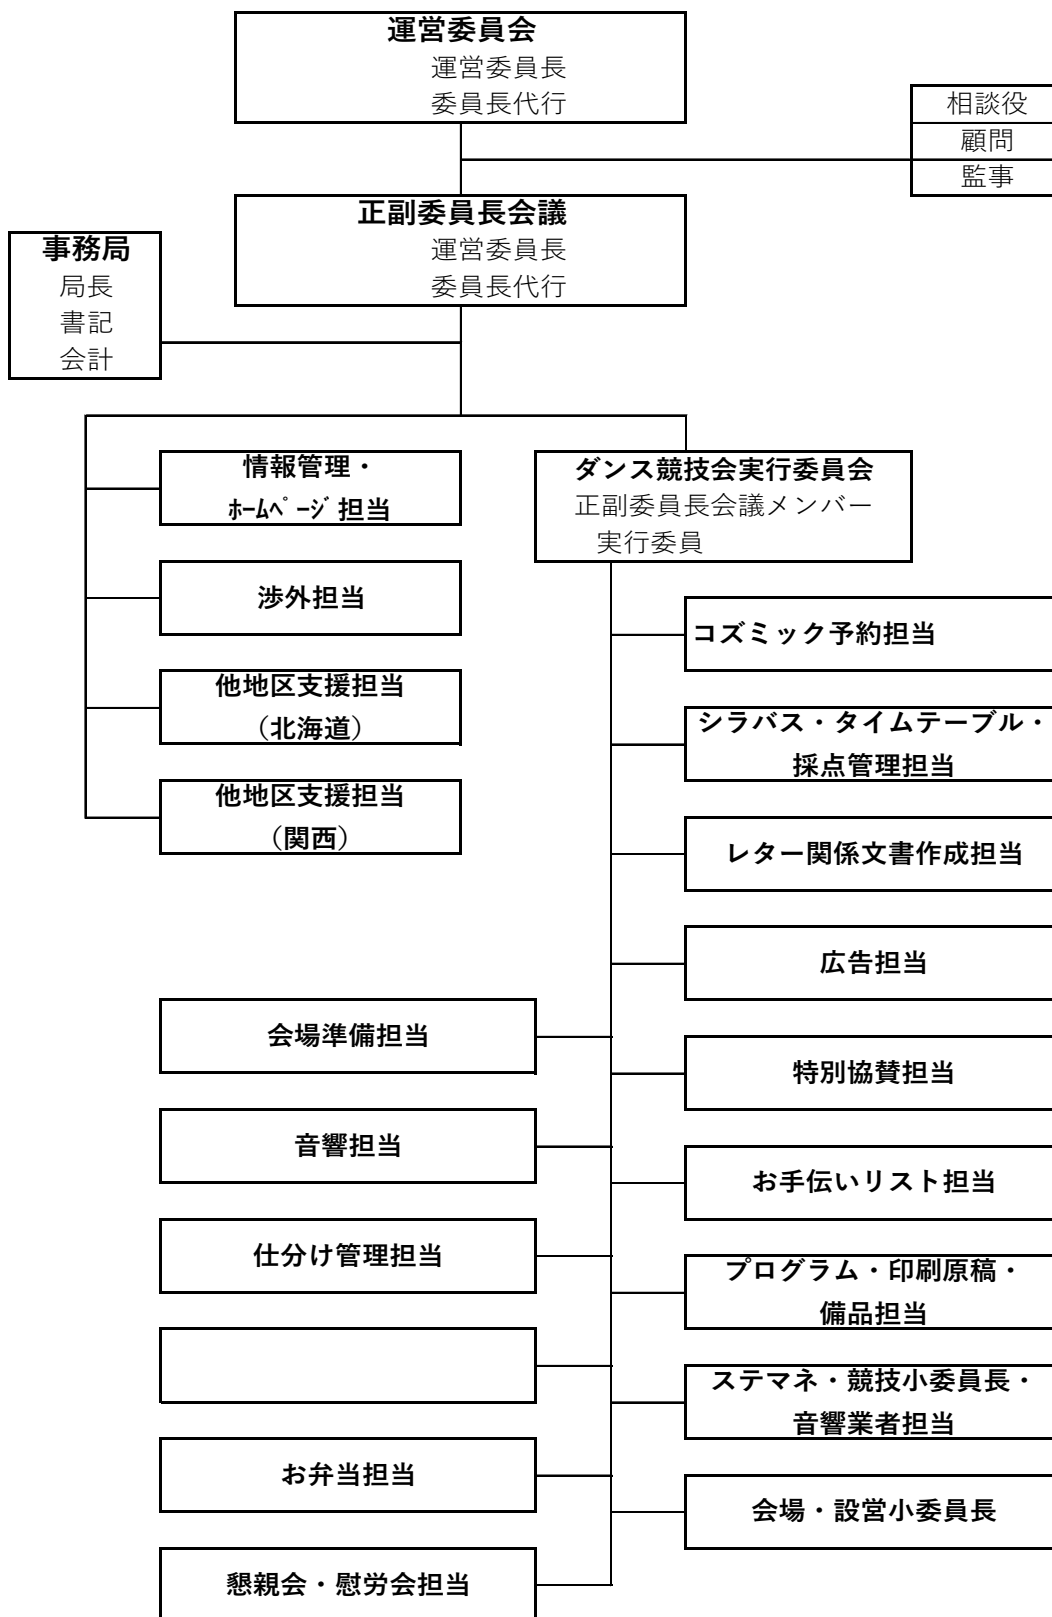 運営委員会
運営委員長
委員長代行
相談役
顧問
監事
正副委員長会議
運営委員長
委員長代行
事務局
局長
書記
会計
情報管理・
ﾎｰﾑﾍﾟｰｼﾞ担当
渉外担当
他地区支援担当
（北海道）
他地区支援担当
（関西）
ダンス競技会実行委員会
正副委員長会議メンバー
実行委員
コズミック予約担当
シラバス・タイムテーブル・
採点管理担当
レター関係文書作成担当
広告担当
特別協賛担当
お手伝いリスト担当
プログラム・印刷原稿・
備品担当
ステマネ・競技小委員長・
音響業者担当
会場・設営小委員長
会場準備担当
音響担当
仕分け管理担当
お弁当担当
懇親会・慰労会担当